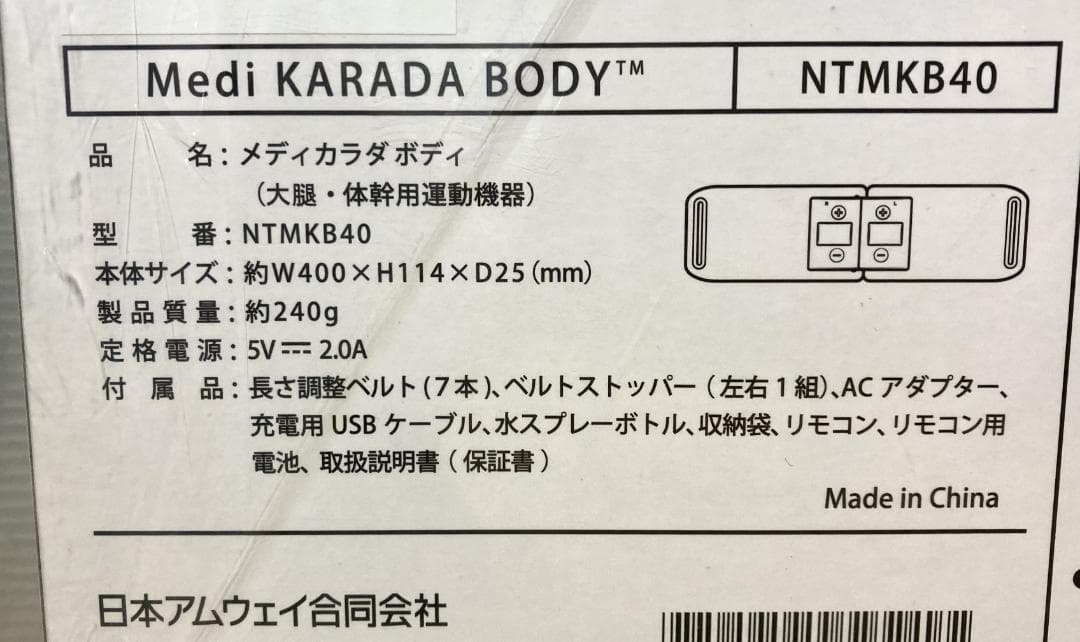 Medi KARADA BODY™ NTMKB40
品名：メディカラダ ボディ
（大腿・体幹用運動機器）
型番：NTMKB40
本体サイズ：約W400×H114×D25（mm）
製品質量：約240g
定格電源：5V⎓2.0A
付属品：長さ調整ベルト（7本）、ベルトストッパー（左右1組）、ACアダプター、
充電用USBケーブル、水スプレーボトル、収納袋、リモコン、リモコン用
電池、取扱説明書（保証書）
R L
Made in China
日本アムウェイ合同会社